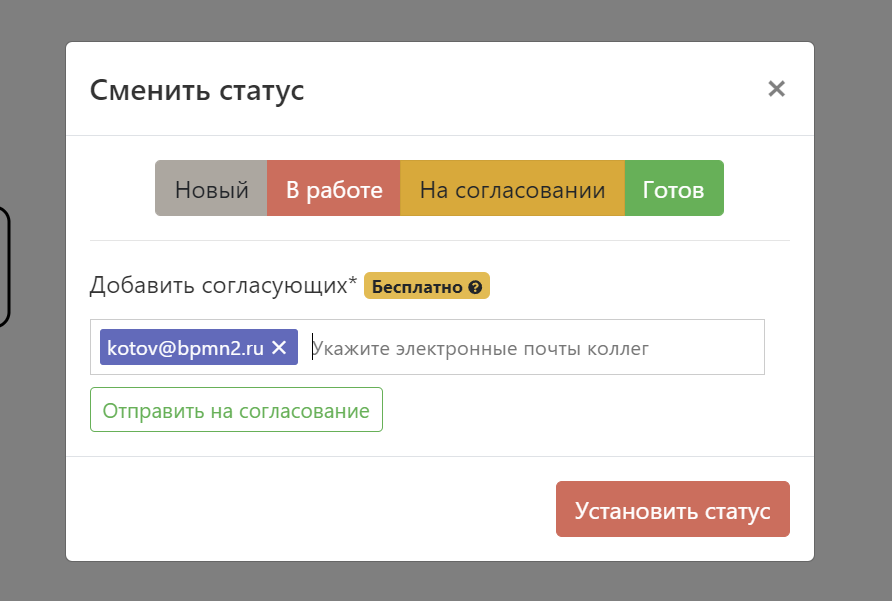 Сменить статус
Новый В работе На согласовании Готов
Добавить согласующих* Бесплатно
kotov@bpmn2.ru Укажите электронные почты коллег
Отправить на согласование
Установить статус